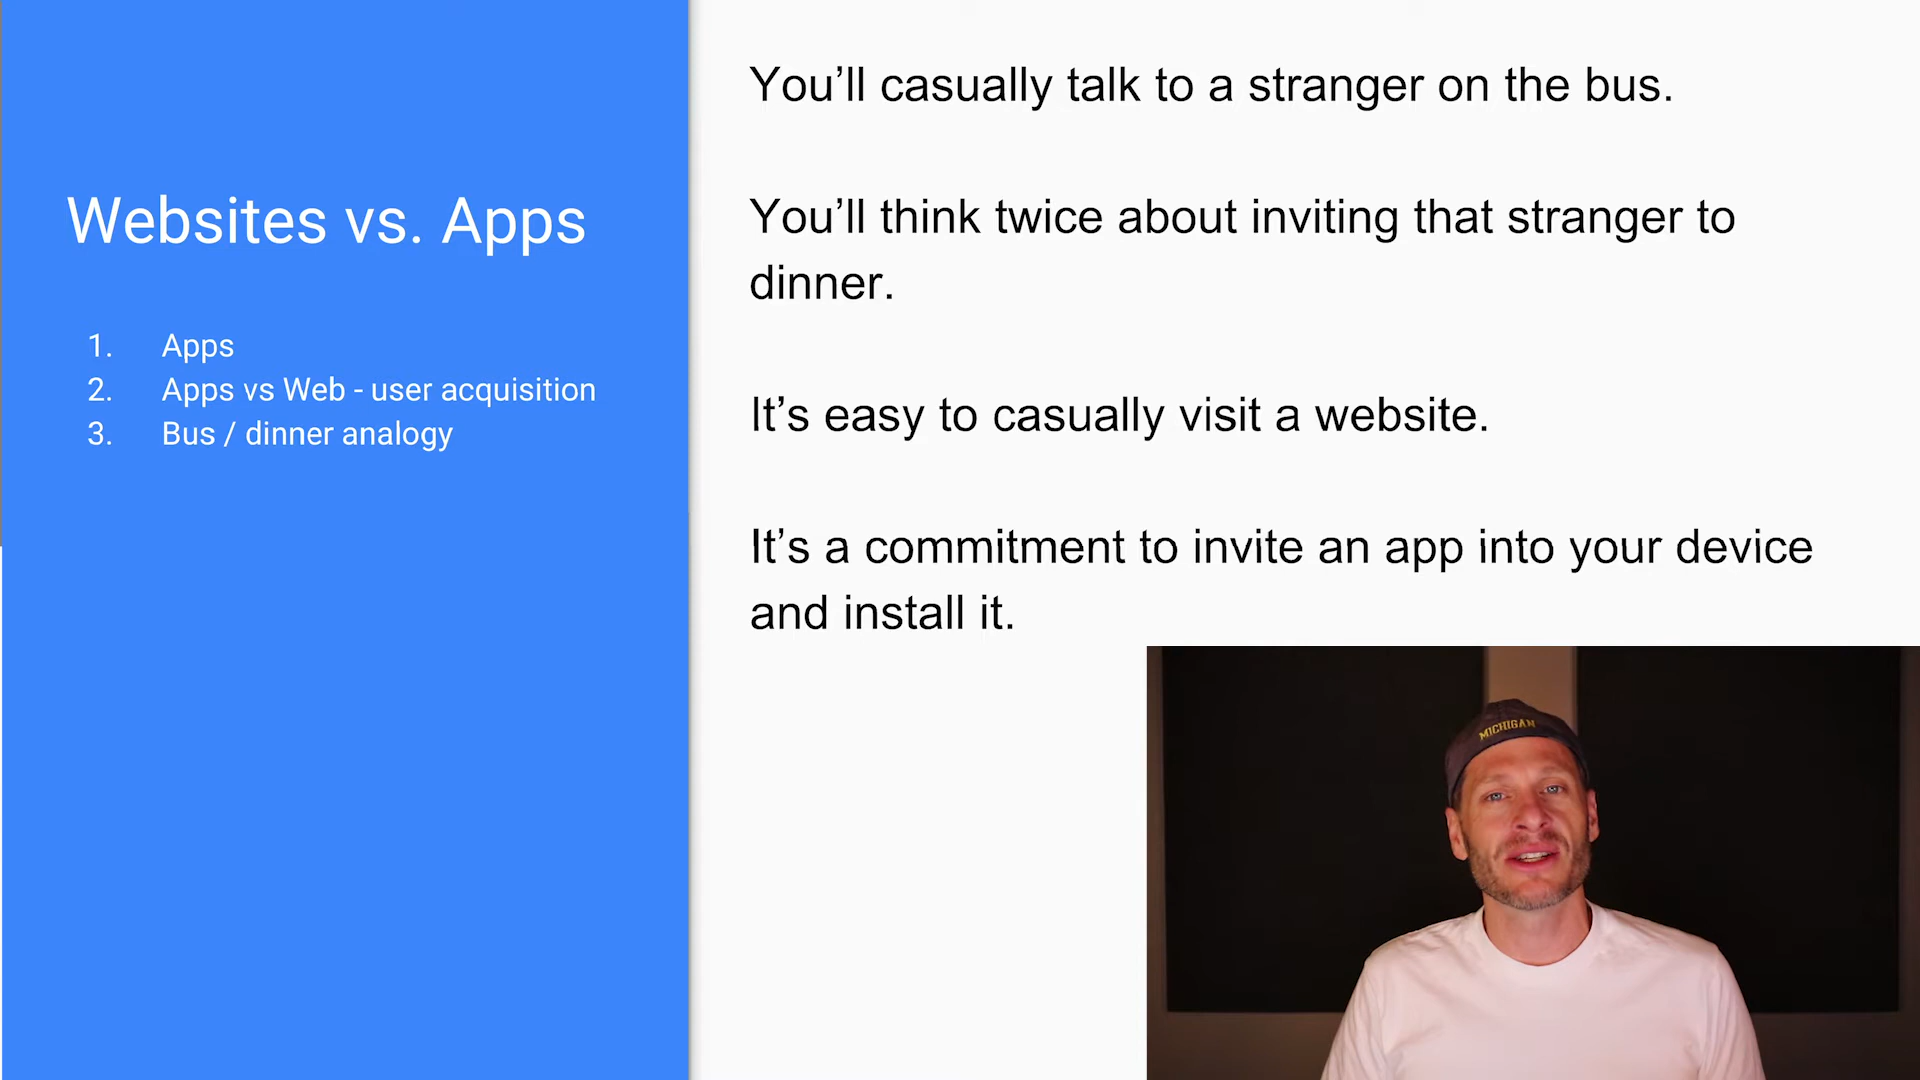 Websites vs. Apps
1. Apps
2. Apps vs Web - user acquisition
3. Bus / dinner analogy
You’ll casually talk to a stranger on the bus.
You’ll think twice about inviting that stranger to
dinner.
It’s easy to casually visit a website.
It’s a commitment to invite an app into your device
and install it.
MICHIGAN